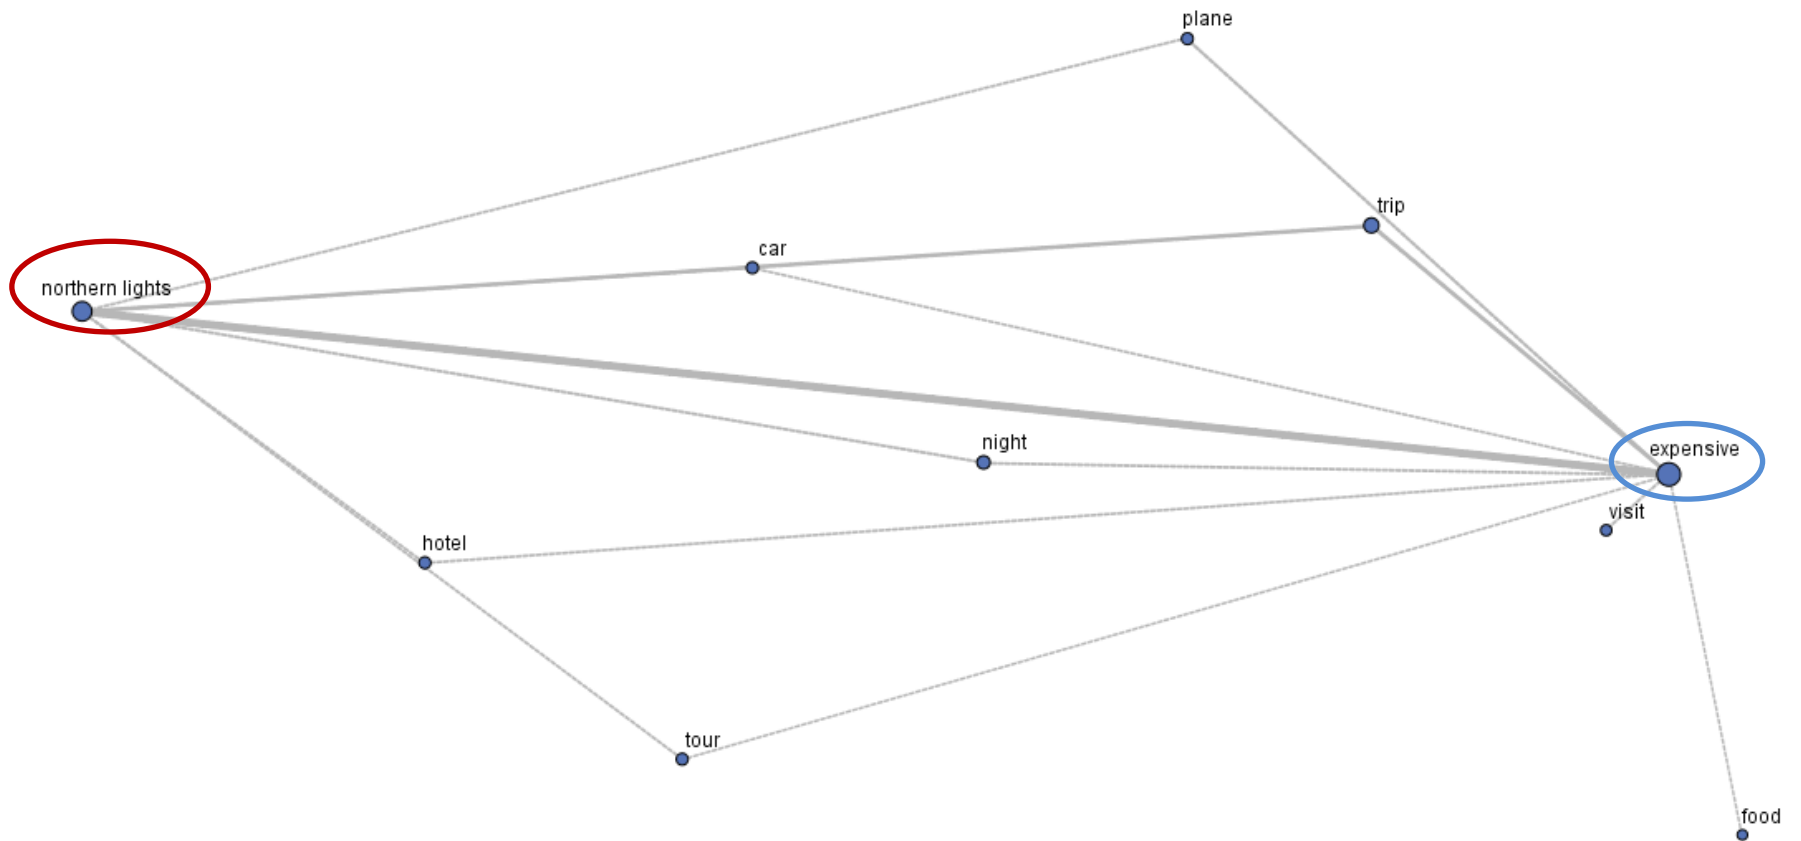 plane
trip
car
northern lights
night
expensive
visit
hotel
tour
food